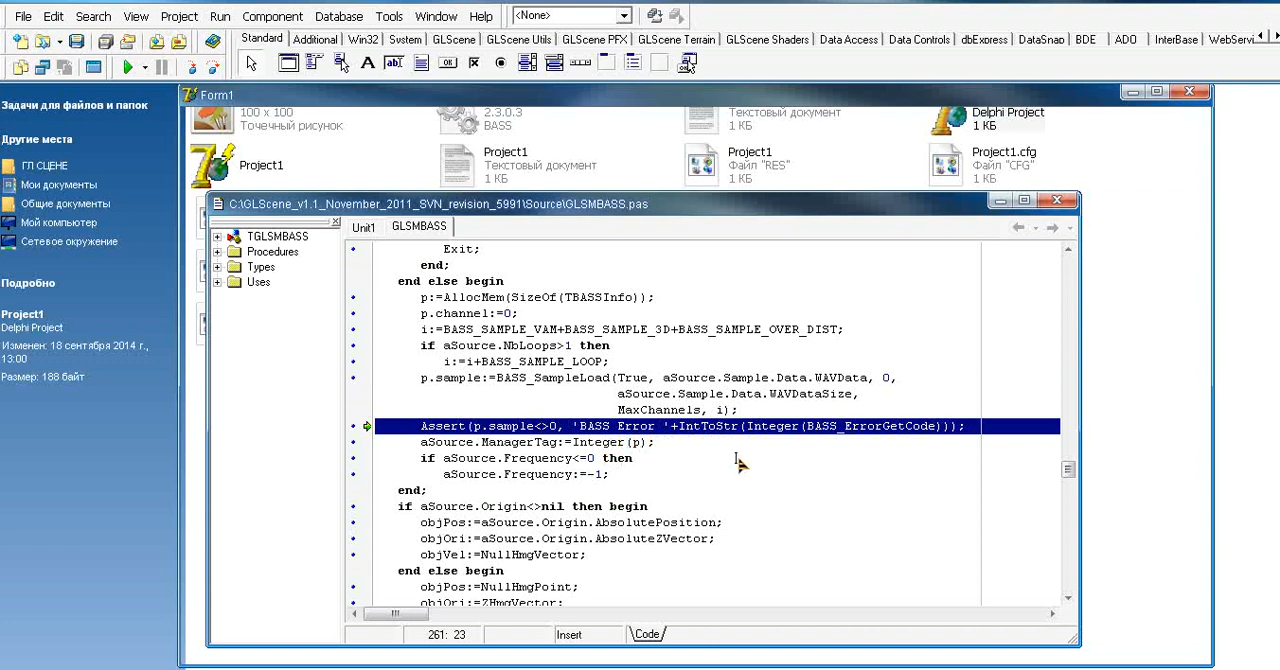 File Edit Search View Project Run Component Database Tools Window Help <None>
Standard Additional Win32 System GLScene GLScene Utils GLScene PFX GLScene Terrain GLScene Shaders Data Access Data Controls dbExpress DataSnap BDE ADO InterBase WebServi
Form1
Задачи для файлов и папок
Другие места
ГЛ СЦЕНЕ
Мои документы
Общие документы
Мой компьютер
Сетевое окружение
Подробно
Project1
Delphi Project
Изменен: 18 сентября 2014 г.,
13:00
Размер: 188 байт
100 x 100
Точечный рисунок
2.3.0.3
BASS
Текстовый документ
1 КБ
Delphi Project
1 КБ
Project1
Project1
Текстовый документ
1 КБ
Project1
Файл "RES"
1 КБ
Project1.cfg
Файл "CFG"
1 КБ
C:\GLScene_v1.1_November_2011_SVN_revision_5991\Source\GLSMBASS.pas
TGLSMBASS
Procedures
Types
Uses
Unit1 GLSMBASS
Exit;
end;
end else begin
p:=AllocMem(SizeOf(TBASSInfo));
p.channel:=0;
i:=BASS_SAMPLE_VAM+BASS_SAMPLE_3D+BASS_SAMPLE_OVER_DIST;
if aSource.NbLoops>1 then
i:=i+BASS_SAMPLE_LOOP;
p.sample:=BASS_SampleLoad(True, aSource.Sample.Data.WAVData, 0,
aSource.Sample.Data.WAVDataSize,
MaxChannels, i);
Assert(p.sample<>0, 'BASS Error '+IntToStr(Integer(BASS_ErrorGetCode)));
aSource.ManagerTag:=Integer(p);
if aSource.Frequency<=0 then
aSource.Frequency:=-1;
end;
if aSource.Origin<>nil then begin
objPos:=aSource.Origin.AbsolutePosition;
objOri:=aSource.Origin.AbsoluteZVector;
objVel:=NullHmgVector;
end else begin
objPos:=NullHmgPoint;
objOri:=ZHmgVector;
261: 23 Insert Code